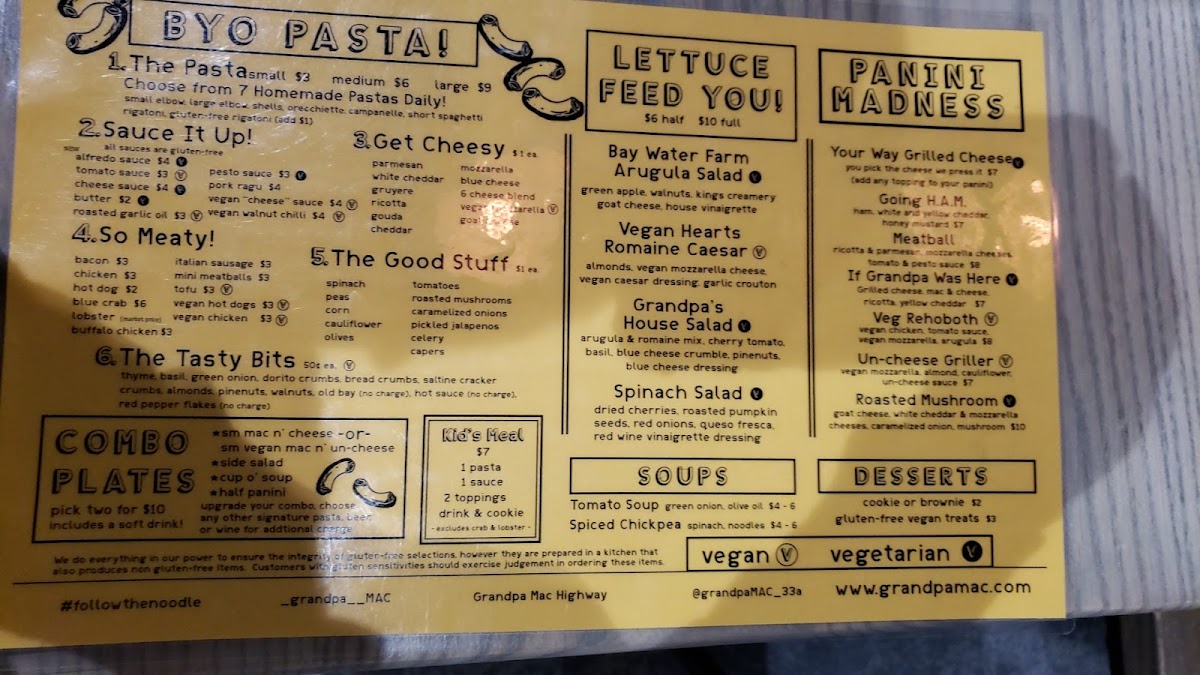 BYO PASTA!
1. The Pasta small $3 medium $6 large $9
Choose from 7 Homemade Pastas Daily!
small elbow, large elbow, shells, orecchiette, campanelle, short spaghetti
rigatoni, gluten-free rigatoni (add $1)
2. Sauce It Up!
all sauces are gluten-free
alfredo sauce $4 V
tomato sauce $3 V
cheese sauce $4 V
butter $2 V
roasted garlic oil $3 V
pesto sauce $3 V
pork ragu $4
vegan "cheese" sauce $4 V
vegan walnut chilli $4 V
3. Get Cheesy $1 ea.
parmesan
white cheddar
gruyere
ricotta
gouda
cheddar
mozzarella
blue cheese
6 cheese blend
vegan mozzarella V
4. So Meaty!
bacon $3
chicken $3
hot dog $2
blue crab $6
lobster (market price)
buffalo chicken $3
italian sausage $3
mini meatballs $3
tofu $3 V
vegan hot dogs $3 V
vegan chicken $3 V
5. The Good Stuff $1 ea.
spinach
peas
corn
cauliflower
olives
tomatoes
roasted mushrooms
caramelized onions
pickled jalapenos
celery
capers
6. The Tasty Bits 50¢ ea. V
thyme, basil, green onion, dorito crumbs, bread crumbs, saltine cracker
crumbs, almonds, pinenuts, walnuts, old bay (no charge), hot sauce (no charge),
red pepper flakes (no charge)
COMBO
PLATES
pick two for $10
includes a soft drink!
★sm mac n' cheese -or-
sm vegan mac n' un-cheese
★side salad
★cup o' soup
★half panini
upgrade your combo, choose
any other signature pasta, beer,
or wine for addtional charge
Kid's Meal
$7
1 pasta
1 sauce
2 toppings
drink & cookie
- excludes crab & lobster -
LETTUCE
FEED YOU!
$6 half $10 full
Bay Water Farm
Arugula Salad V
green apple, walnuts, kings creamery
goat cheese, house vinaigrette
Vegan Hearts
Romaine Caesar V
almonds, vegan mozzarella cheese,
vegan caesar dressing, garlic crouton
Grandpa's
House Salad V
arugula & romaine mix, cherry tomato,
basil, blue cheese crumble, pinenuts,
blue cheese dressing
Spinach Salad V
dried cherries, roasted pumpkin
seeds, red onions, queso fresca,
red wine vinaigrette dressing
SOUPS
Tomato Soup green onion, olive oil $4 - 6
Spiced Chickpea spinach, noodles $4 - 6
PANINI
MADNESS
Your Way Grilled Cheese V
you pick the cheese we press it $7
(add any topping to your panini)
Going H.A.M.
ham, white and yellow cheddar,
honey mustard $7
Meatball
ricotta & parmesan, mozzarella cheeses,
tomato & pesto sauce $8
If Grandpa Was Here V
Grilled cheese, mac & cheese,
ricotta, yellow cheddar $7
Veg Rehoboth V
vegan chicken, tomato sauce,
vegan mozzarella, arugula $8
Un-cheese Griller V
vegan mozzarella, almond, cauliflower,
un-cheese sauce $7
Roasted Mushroom V
goat cheese, white cheddar & mozzarella
cheeses, caramelized onion, mushroom $10
DESSERTS
cookie or brownie $2
gluten-free vegan treats $3
vegan V vegetarian V
We do everything in our power to ensure the integrity of gluten-free selections, however they are prepared in a kitchen that
also produces non gluten-free items. Customers with gluten sensitivities should exercise judgement in ordering these items.
#followthenoodle _grandpa__MAC Grandpa Mac Highway @grandpaMAC_33a www.grandpamac.com